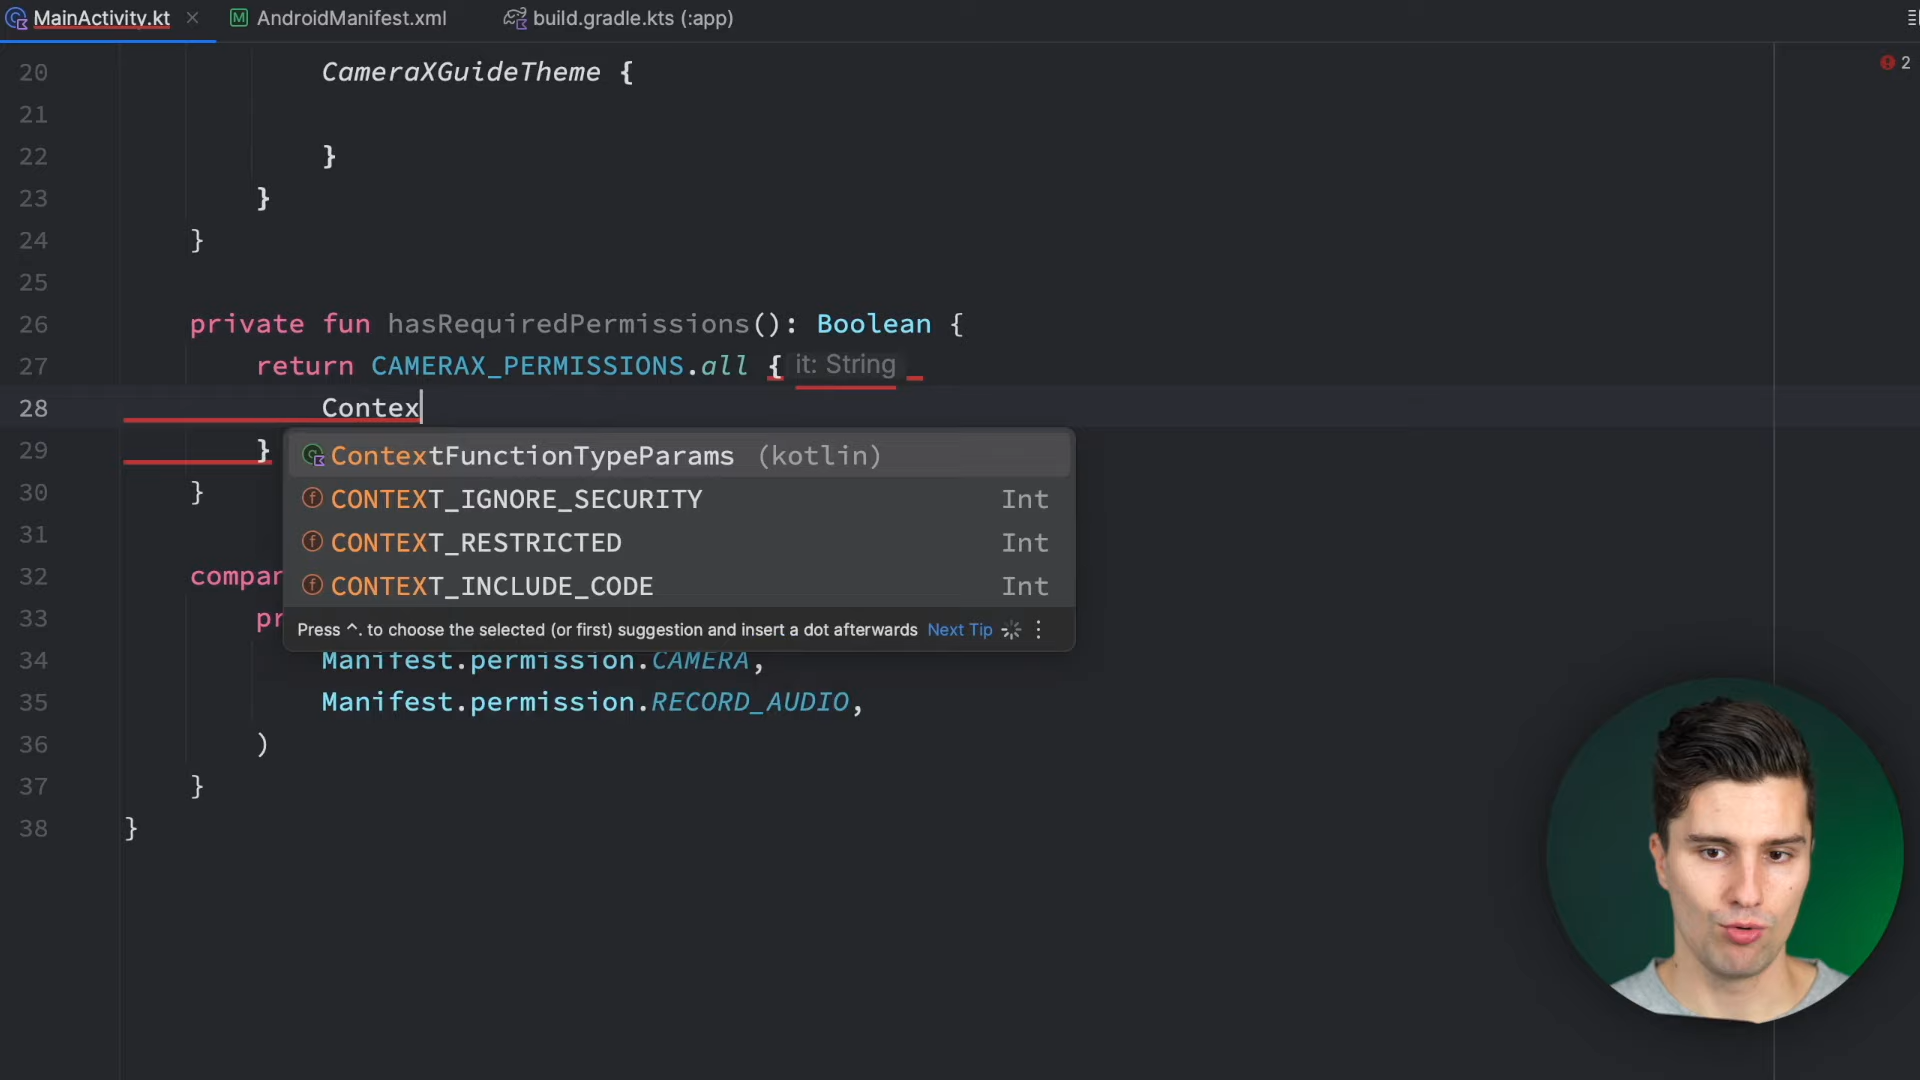 MainActivity.kt
AndroidManifest.xml
build.gradle.kts (:app)
2
20 CameraXGuideTheme {
21
22 }
23 }
24 }
25
26 private fun hasRequiredPermissions(): Boolean {
27 return CAMERAX_PERMISSIONS.all { it: String
28 Contex
29 }
ContextFunctionTypeParams (kotlin)
CONTEXT_IGNORE_SECURITY Int
CONTEXT_RESTRICTED Int
CONTEXT_INCLUDE_CODE Int
Press ^. to choose the selected (or first) suggestion and insert a dot afterwards Next Tip
30 }
31
32 compan
33 pr
34 Manifest.permission.CAMERA,
35 Manifest.permission.RECORD_AUDIO,
36 )
37 }
38 }